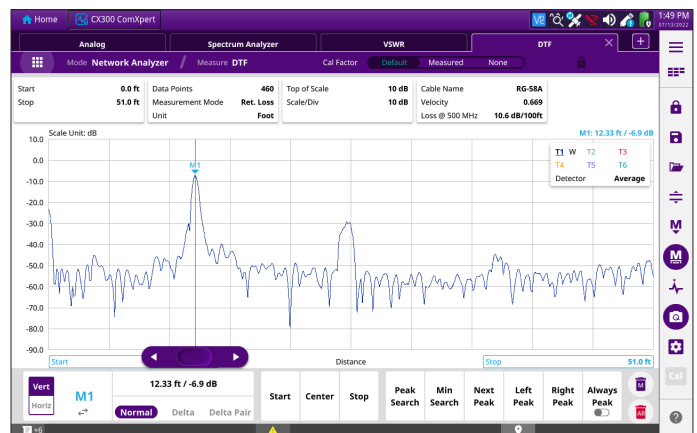 Home CX300 ComXpert 1:49 PM
07/13/2022
Analog Spectrum Analyzer VSWR DTF × +
Mode Network Analyzer / Measure DTF Cal Factor Default Measured None
Start 0.0 ft Data Points 460 Top of Scale 10 dB Cable Name RG-58A
Stop 51.0 ft Measurement Mode Ret. Loss Scale/Div 10 dB Velocity 0.669
Unit Foot Loss @ 500 MHz 10.6 dB/100ft
Scale Unit: dB M1: 12.33 ft / -6.9 dB
10.0
0.0
-10.0
-20.0
-30.0
-40.0
-50.0
-60.0
-70.0
-80.0
-90.0
M1
T1 W T2 T3
T4 T5 T6
Detector Average
Start Distance Stop 51.0 ft
Vert
Horiz
M1
12.33 ft / -6.9 dB
Normal Delta Delta Pair
Start Center Stop
Peak Search
Min Search
Next Peak
Left Peak
Right Peak
Always Peak
M
M
Cal
M
AB
?
+6